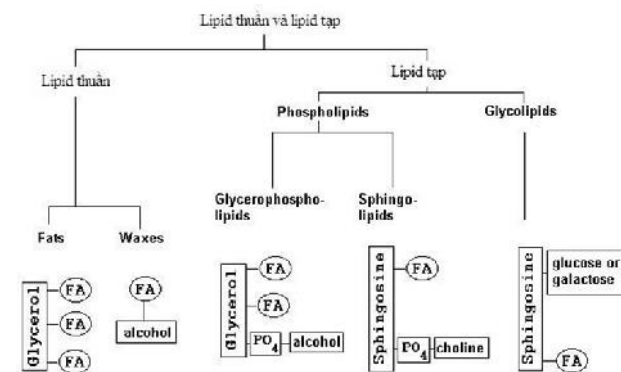 Lipid thuần và lipid tạp
Lipid thuần
Lipid tạp
Phospholipids
Glycolipids
Glycerophospho-
lipids
Sphingo-
lipids
Fats
Waxes
Glycerol
FA
FA
FA
FA
alcohol
Glycerol
FA
FA
PO4
alcohol
Sphingosine
FA
PO4
choline
Sphingosine
glucose or
galactose
FA